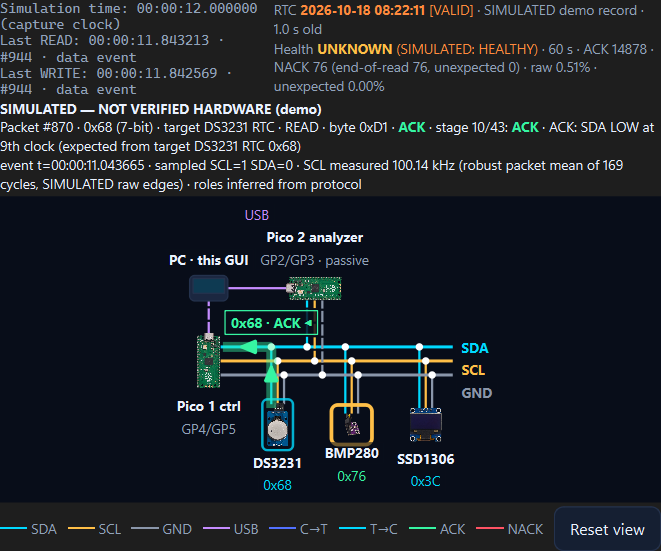 Simulation time: 00:00:12.000000
(capture clock)
Last READ: 00:00:11.843213 ·
#944 · data event
Last WRITE: 00:00:11.842569 ·
#944 · data event
RTC 2026-10-18 08:22:11 [VALID] · SIMULATED demo record ·
1.0 s old
Health UNKNOWN (SIMULATED: HEALTHY) · 60 s · ACK 14878 ·
NACK 76 (end-of-read 76, unexpected 0) · raw 0.51% ·
unexpected 0.00%
SIMULATED — NOT VERIFIED HARDWARE (demo)
Packet #870 · 0x68 (7-bit) · target DS3231 RTC · READ · byte 0xD1 · ACK · stage 10/43: ACK · ACK: SDA LOW at
9th clock (expected from target DS3231 RTC 0x68)
event t=00:00:11.043665 · sampled SCL=1 SDA=0 · SCL measured 100.14 kHz (robust packet mean of 169
cycles, SIMULATED raw edges) · roles inferred from protocol
USB
Pico 2 analyzer
PC · this GUI
GP2/GP3 · passive
0x68 · ACK ◂
SDA
SCL
GND
Pico 1 ctrl
GP4/GP5
DS3231
0x68
BMP280
0x76
SSD1306
0x3C
SDA
SCL
GND
USB
C→T
T→C
ACK
NACK
Reset view